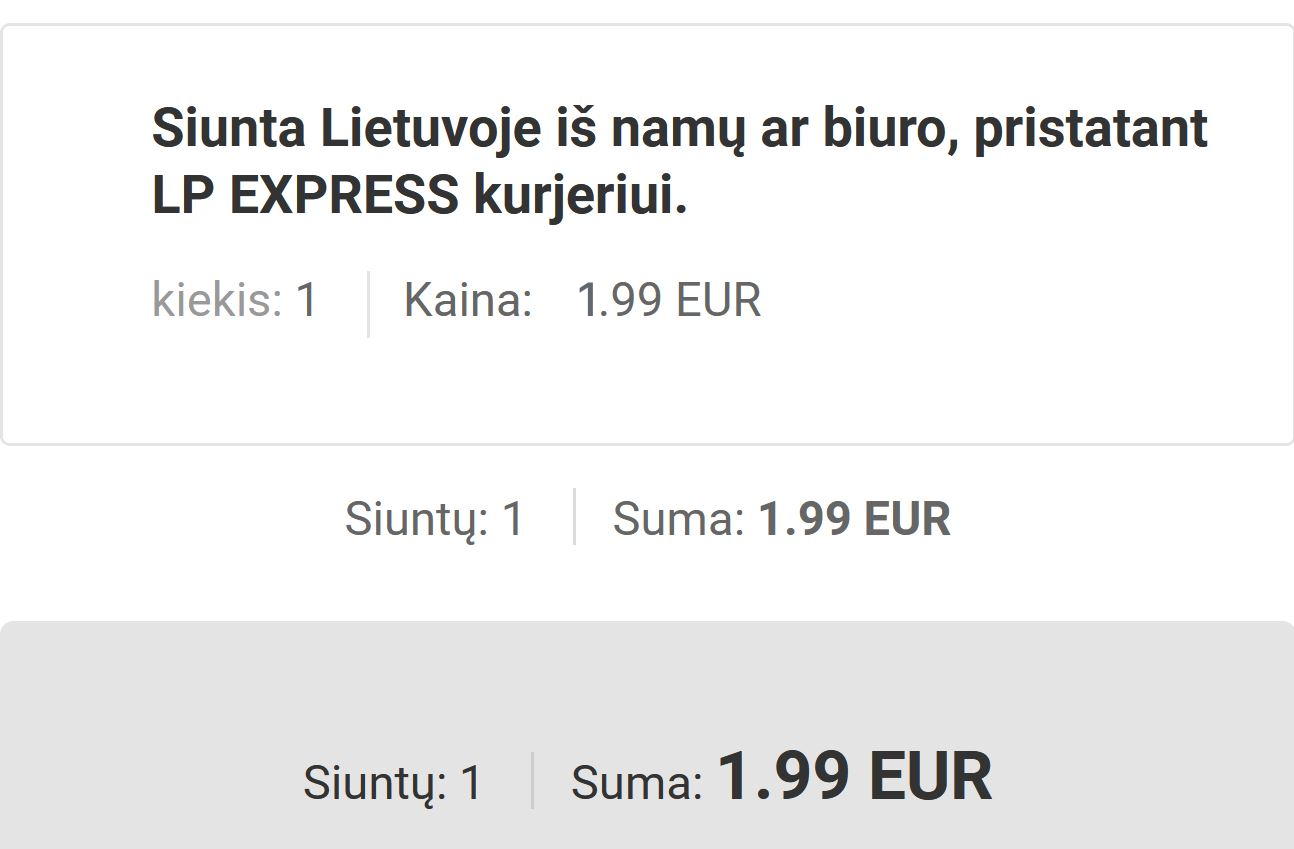 Siunta Lietuvoje iš namų ar biuro, pristatant
LP EXPRESS kurjeriui.
kiekis: 1 Kaina: 1.99 EUR
Siuntų: 1 Suma: 1.99 EUR
Siuntų: 1 Suma: 1.99 EUR